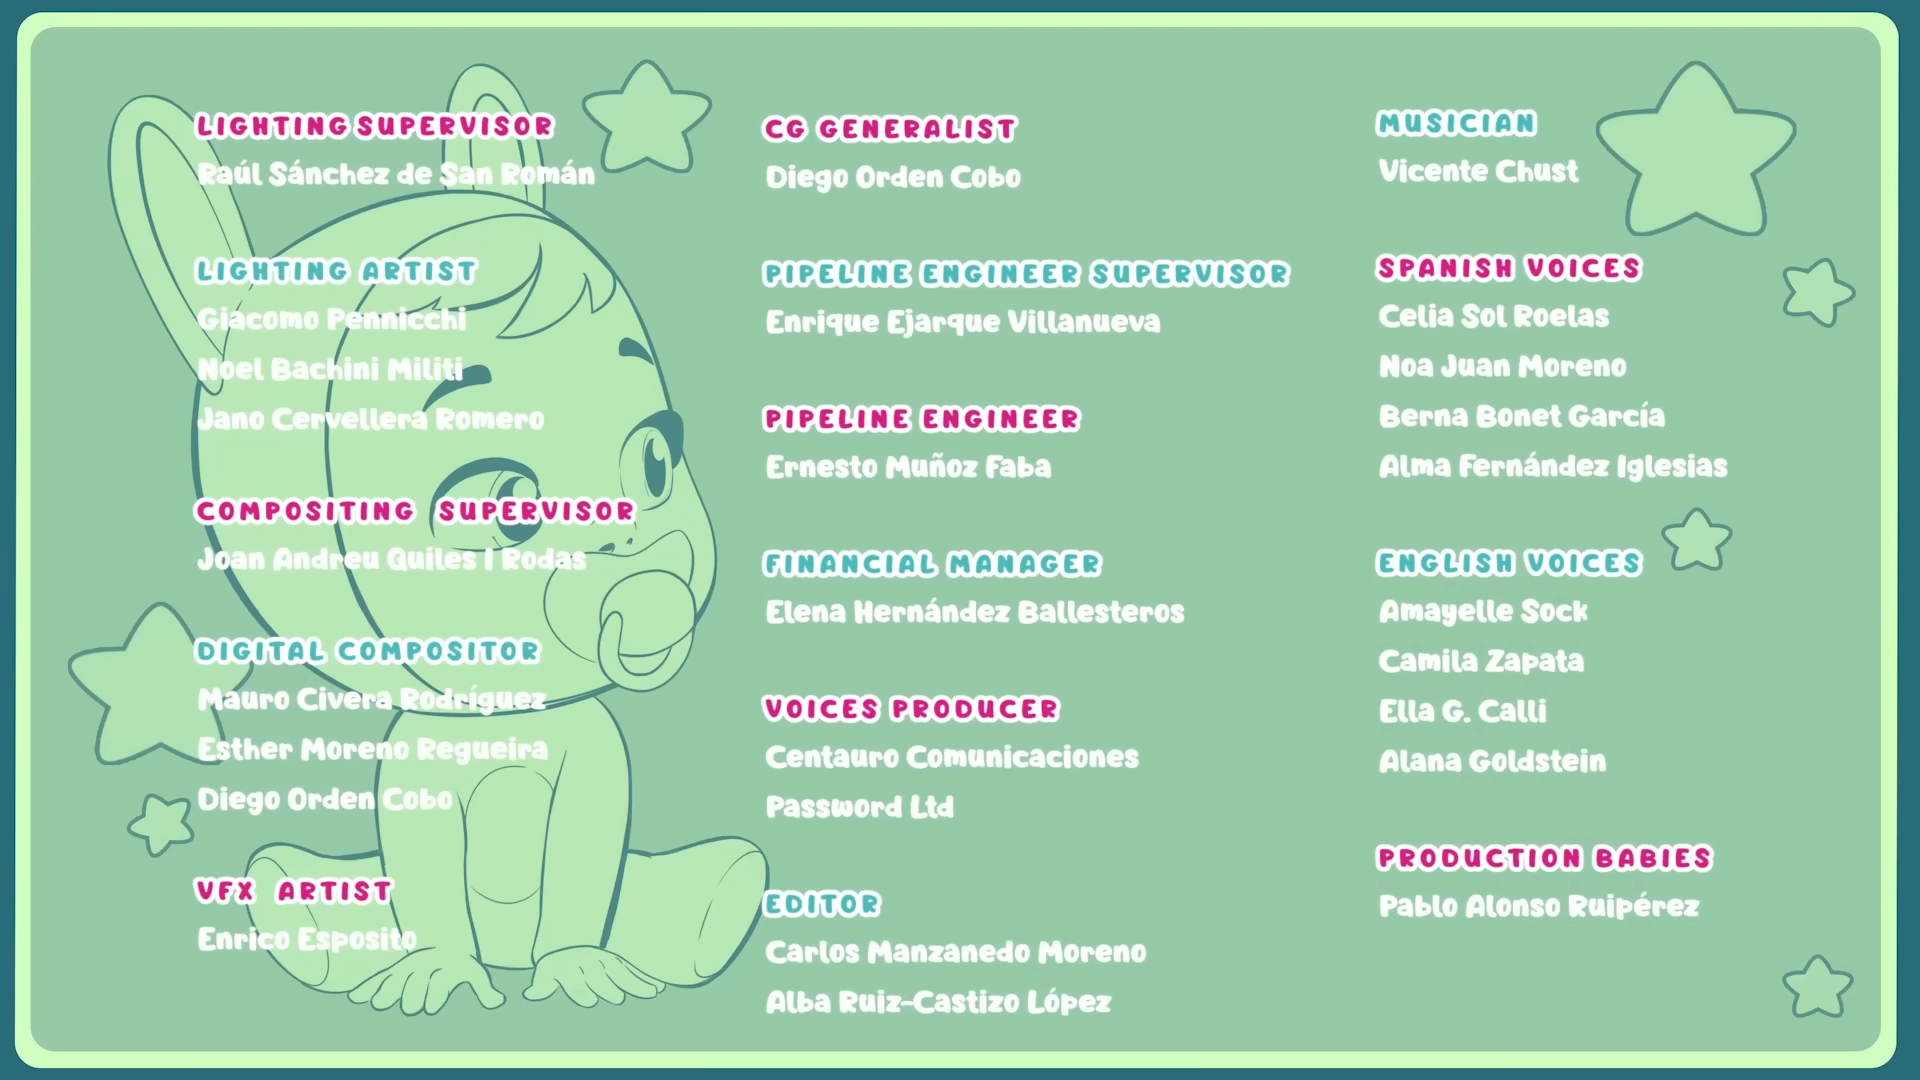 LIGHTING SUPERVISOR
Raúl Sánchez de San Román
LIGHTING ARTIST
Giacomo Pennicchi
Noel Bachini Militi
Jano Cervellera Romero
COMPOSITING SUPERVISOR
Joan Andreu Quiles I Rodas
DIGITAL COMPOSITOR
Mauro Civera Rodríguez
Esther Moreno Regueira
Diego Orden Cobo
VFX ARTIST
Enrico Esposito
CG GENERALIST
Diego Orden Cobo
PIPELINE ENGINEER SUPERVISOR
Enrique Ejarque Villanueva
PIPELINE ENGINEER
Ernesto Muñoz Faba
FINANCIAL MANAGER
Elena Hernández Ballesteros
VOICES PRODUCER
Centauro Comunicaciones
Password Ltd
EDITOR
Carlos Manzanedo Moreno
Alba Ruiz-Castizo López
MUSICIAN
Vicente Chust
SPANISH VOICES
Celia Sol Roelas
Noa Juan Moreno
Berna Bonet García
Alma Fernández Iglesias
ENGLISH VOICES
Amayelle Sock
Camila Zapata
Ella G. Calli
Alana Goldstein
PRODUCTION BABIES
Pablo Alonso Ruipérez